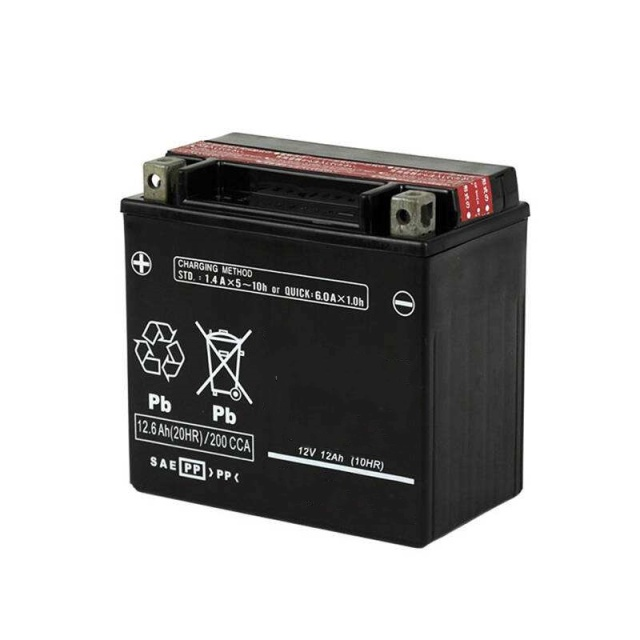 CHARGING METHOD
STD. : 1.4A×5~10h or QUICK:6.0A×1.0h
Pb
Pb
12.6Ah(20HR)/200 CCA
12V 12Ah (10HR)
SAE PP >PP<